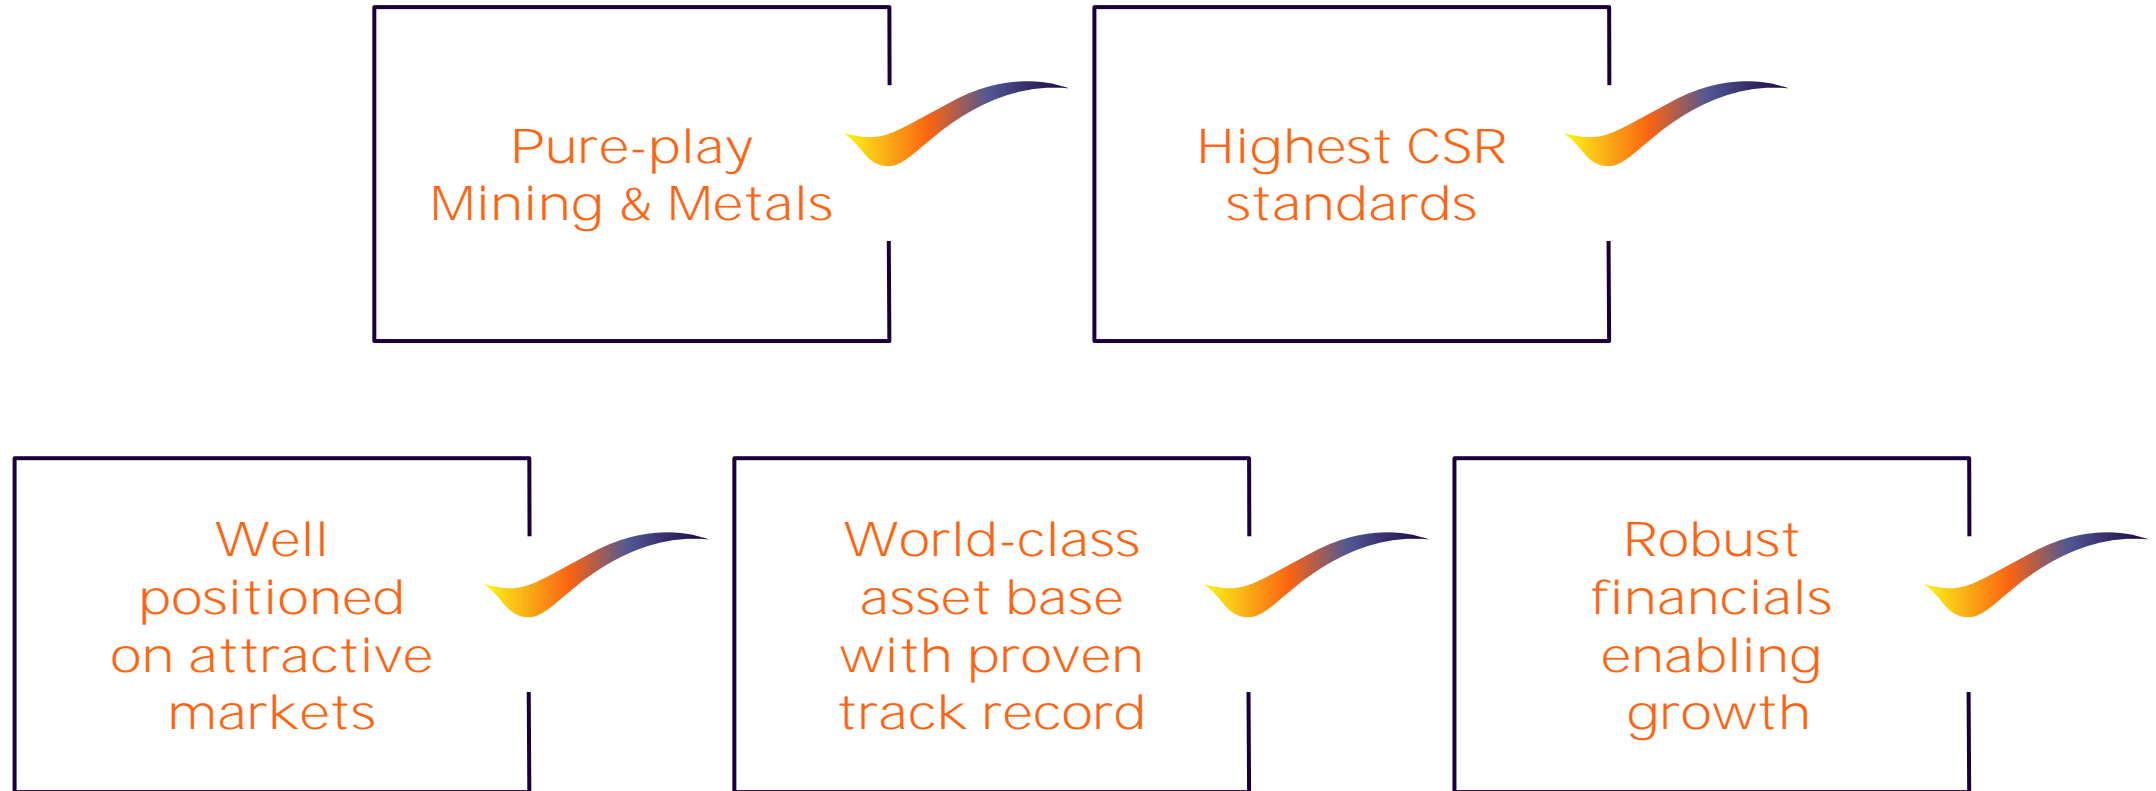 Pure-play
Mining & Metals
Highest CSR
standards
Well
positioned
on attractive
markets
World-class
asset base
with proven
track record
Robust
financials
enabling
growth